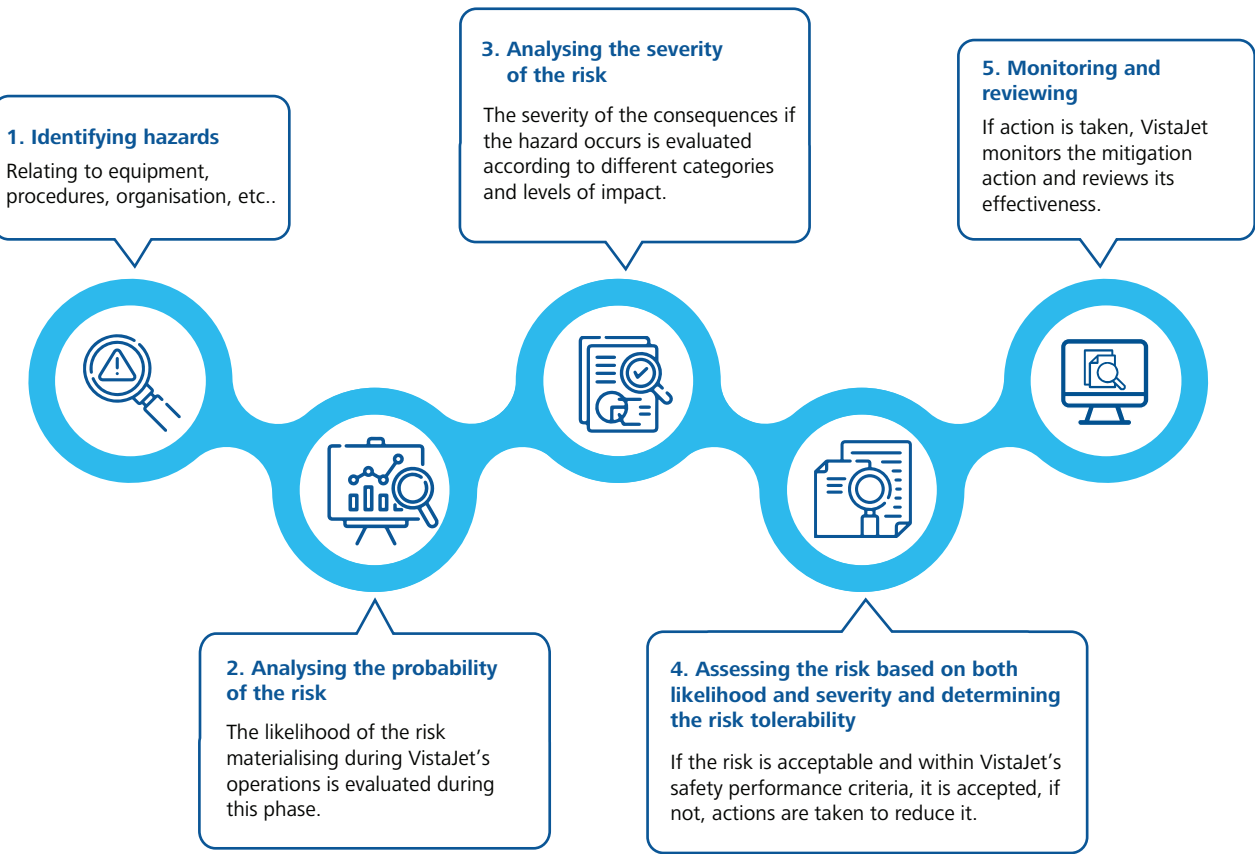 1. Identifying hazards
Relating to equipment,
procedures, organisation, etc..
2. Analysing the probability
of the risk
The likelihood of the risk
materialising during VistaJet's
operations is evaluated during
this phase.
3. Analysing the severity
of the risk
The severity of the consequences if
the hazard occurs is evaluated
according to different categories
and levels of impact.
4. Assessing the risk based on both
likelihood and severity and determining
the risk tolerability
If the risk is acceptable and within VistaJet's
safety performance criteria, it is accepted, if
not, actions are taken to reduce it.
5. Monitoring and
reviewing
If action is taken, VistaJet
monitors the mitigation
action and reviews its
effectiveness.